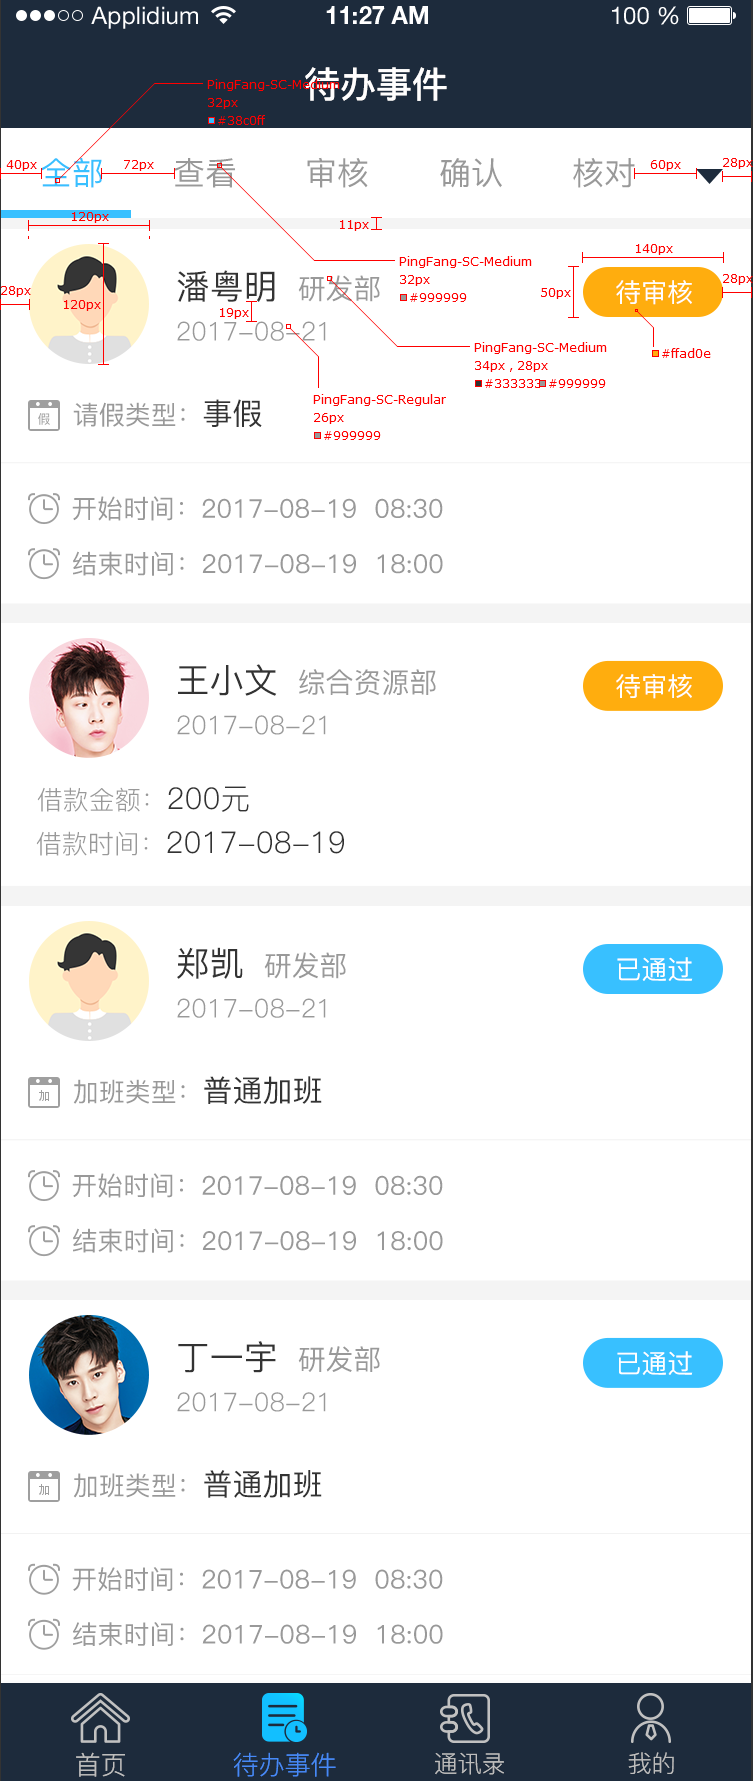 Applidium 11:27 AM 100 %
待办事件
PingFang-SC-Medium
32px
#38c0ff
40px 全部 72px 查看 审核 确认 核对 60px 28px
120px
11px
潘粤明 研发部 待审核
PingFang-SC-Medium
32px
#999999
140px
50px
28px
28px
120px
19px
2017-08-21
#ffad0e
PingFang-SC-Medium
34px , 28px
#333333 #999999
PingFang-SC-Regular
26px
#999999
假 请假类型: 事假
开始时间: 2017-08-19 08:30
结束时间: 2017-08-19 18:00
王小文 综合资源部 待审核
2017-08-21
借款金额: 200元
借款时间: 2017-08-19
郑凯 研发部 已通过
2017-08-21
加 加班类型: 普通加班
开始时间: 2017-08-19 08:30
结束时间: 2017-08-19 18:00
丁一宇 研发部 已通过
2017-08-21
加 加班类型: 普通加班
开始时间: 2017-08-19 08:30
结束时间: 2017-08-19 18:00
首页 待办事件 通讯录 我的